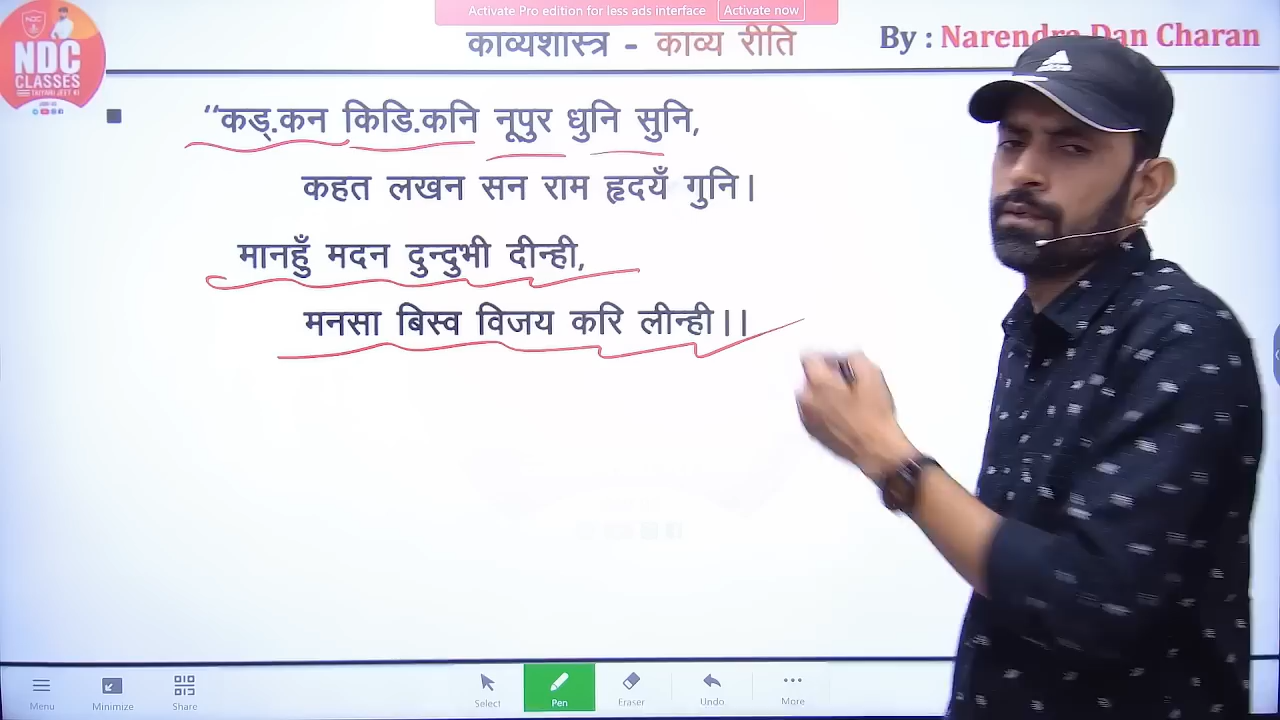 Activate Pro edition for less ads interface Activate now
काव्यशास्त्र - काव्य रीति
By : Narendra Dan Charan
NDC
CLASSES
“कड्.कन किडि.कनि नूपुर धुनि सुनि,
कहत लखन सन राम हृदयँ गुनि।
मानहुँ मदन दुन्दुभी दीन्ही,
मनसा बिस्व विजय करि लीन्ही।।
Menu Minimize Share Select Pen Eraser Undo More